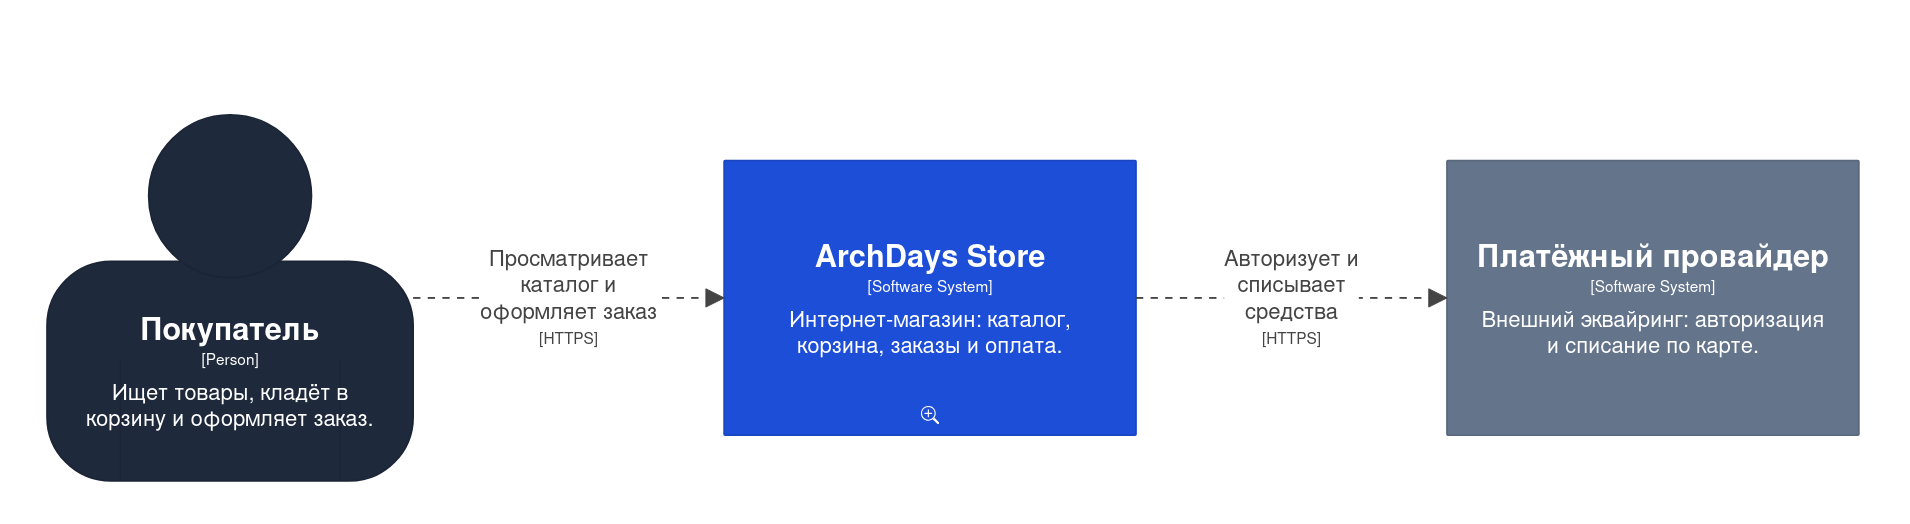 Покупатель
[Person]
Ищет товары, кладёт в
корзину и оформляет заказ.
Просматривает
каталог и
оформляет заказ
[HTTPS]
ArchDays Store
[Software System]
Интернет-магазин: каталог,
корзина, заказы и оплата.
Авторизует и
списывает
средства
[HTTPS]
Платёжный провайдер
[Software System]
Внешний эквайринг: авторизация
и списание по карте.